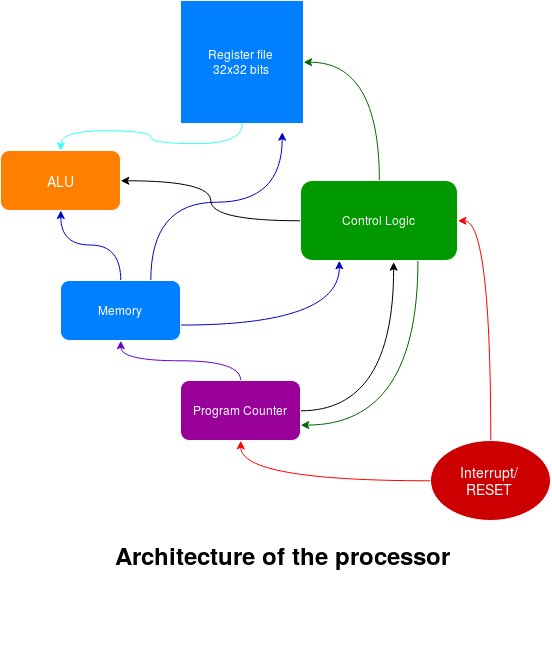 Register file
32x32 bits
ALU
Control Logic
Memory
Program Counter
Interrupt/
RESET
Architecture of the processor